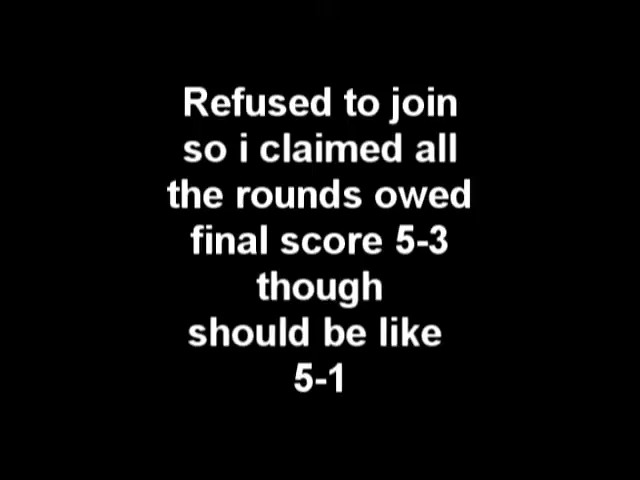 Refused to join
so i claimed all
the rounds owed
final score 5-3
though
should be like
5-1